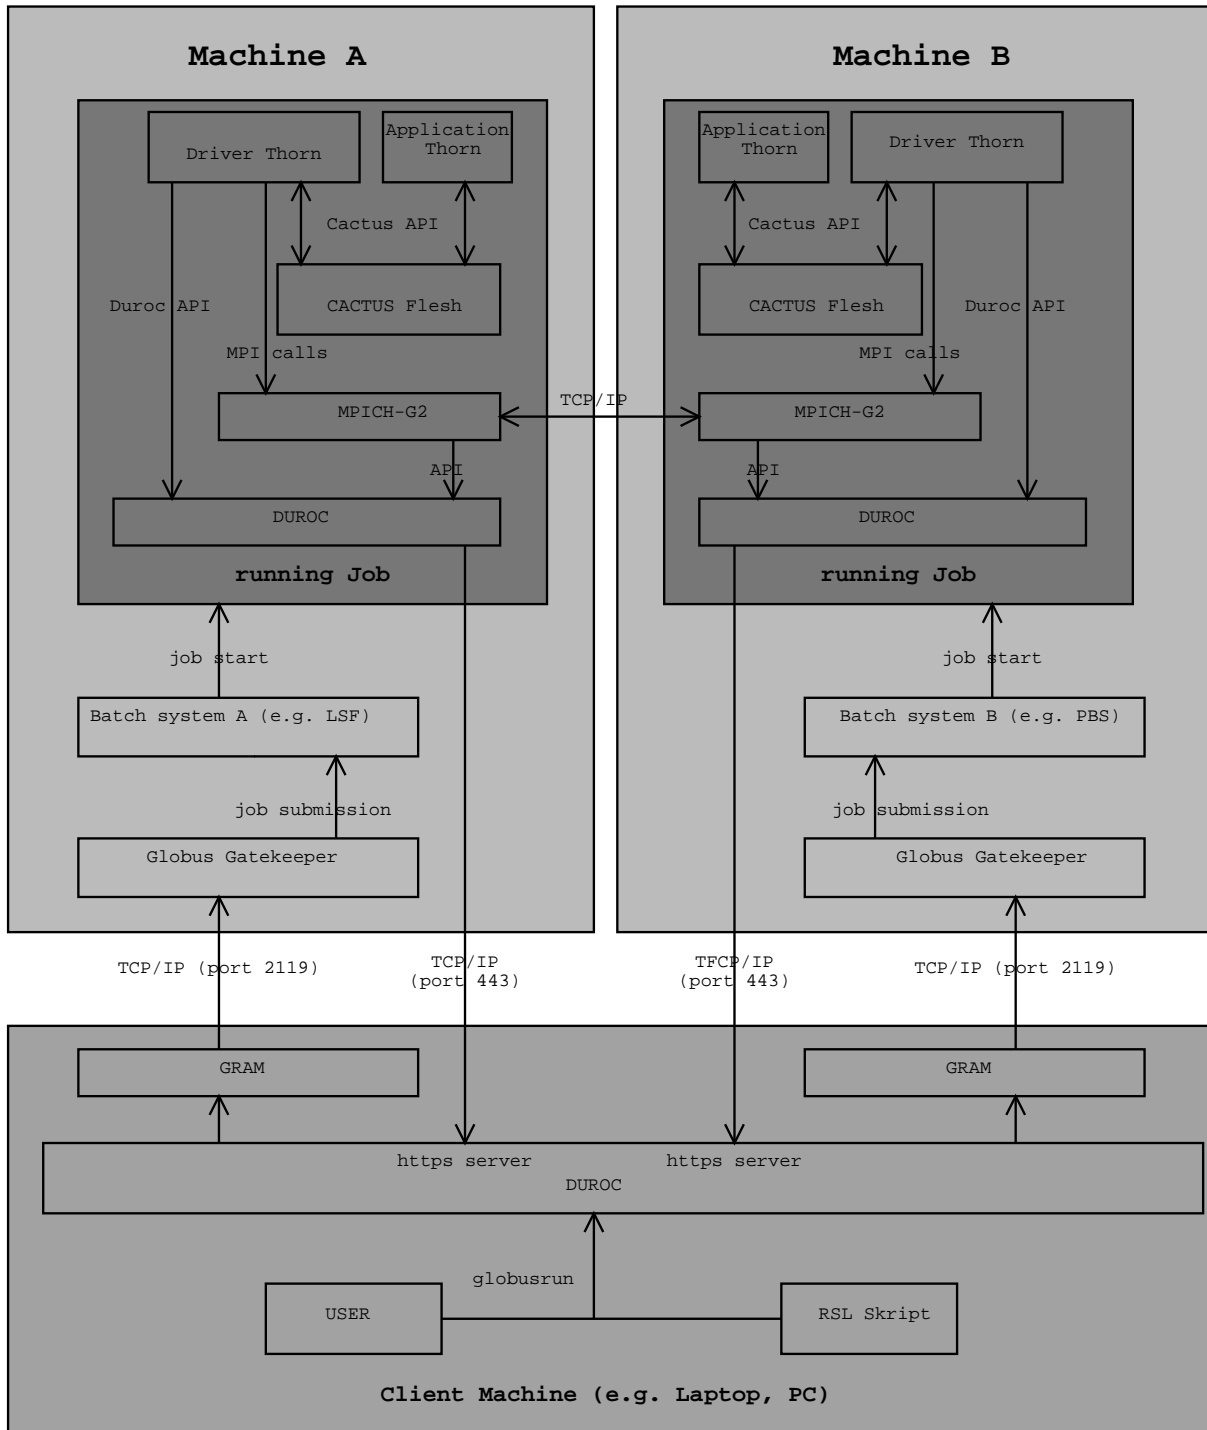 Machine A
Machine B
Driver Thorn
Application
Thorn
Application
Thorn
Driver Thorn
Cactus API
Cactus API
Duroc API
CACTUS Flesh
CACTUS Flesh
Duroc API
MPI calls
MPI calls
TCP/IP
MPICH-G2
MPICH-G2
API
API
DUROC
DUROC
running Job
running Job
job start
job start
Batch system A (e.g. LSF)
Batch system B (e.g. PBS)
job submission
job submission
Globus Gatekeeper
Globus Gatekeeper
TCP/IP (port 2119)
TCP/IP
(port 443)
TFCP/IP
(port 443)
TCP/IP (port 2119)
GRAM
GRAM
https server
https server
DUROC
globusrun
USER
RSL Skript
Client Machine (e.g. Laptop, PC)